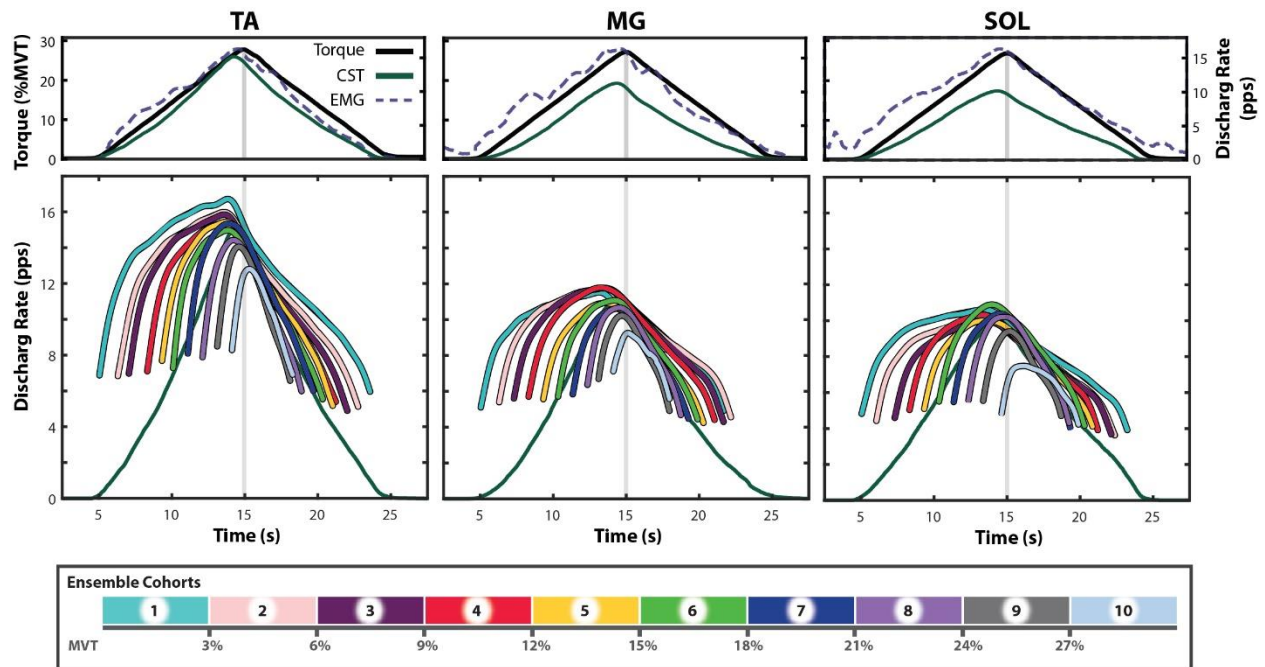 TA MG SOL
Torque (%MVT)
30
20
10
0
Torque
CST
EMG
15
10
5
0
Discharg Rate
(pps)
Discharg Rate (pps)
16
12
8
4
0
5 10 15 20 25
5 10 15 20 25
5 10 15 20 25
Time (s) Time (s) Time (s)
Ensemble Cohorts
1 2 3 4 5 6 7 8 9 10
MVT 3% 6% 9% 12% 15% 18% 21% 24% 27%